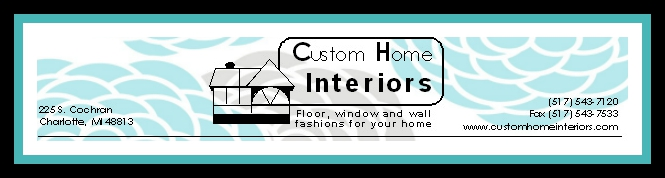 Custom Home
Interiors
Floor, window and wall
fashions for your home
225 S. Cochran
Charlotte, MI 48813
(517) 543-7120
Fax (517) 543-7533
www.customhomeinteriors.com